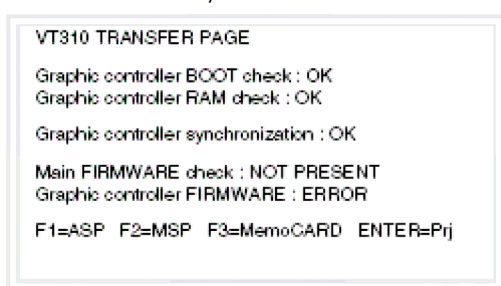 VT310 TRANSFER PAGE
Graphic controller BOOT check : OK
Graphic controller RAM check : OK
Graphic controller synchronization : OK
Main FIRMWARE check : NOT PRESENT
Graphic controller FIRMWARE : ERROR
F1=ASP F2=MSP F3=MemoCARD ENTER=Prj